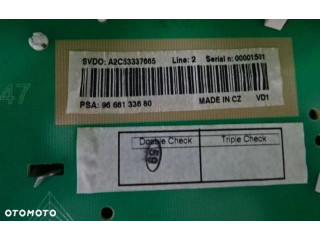 SVDO: A2C53337665 Line: 2 Serial n: 00001501
PSA: 96 661 336 80 MADE IN CZ V01
47
Double Check Triple Check
OTOMOTO